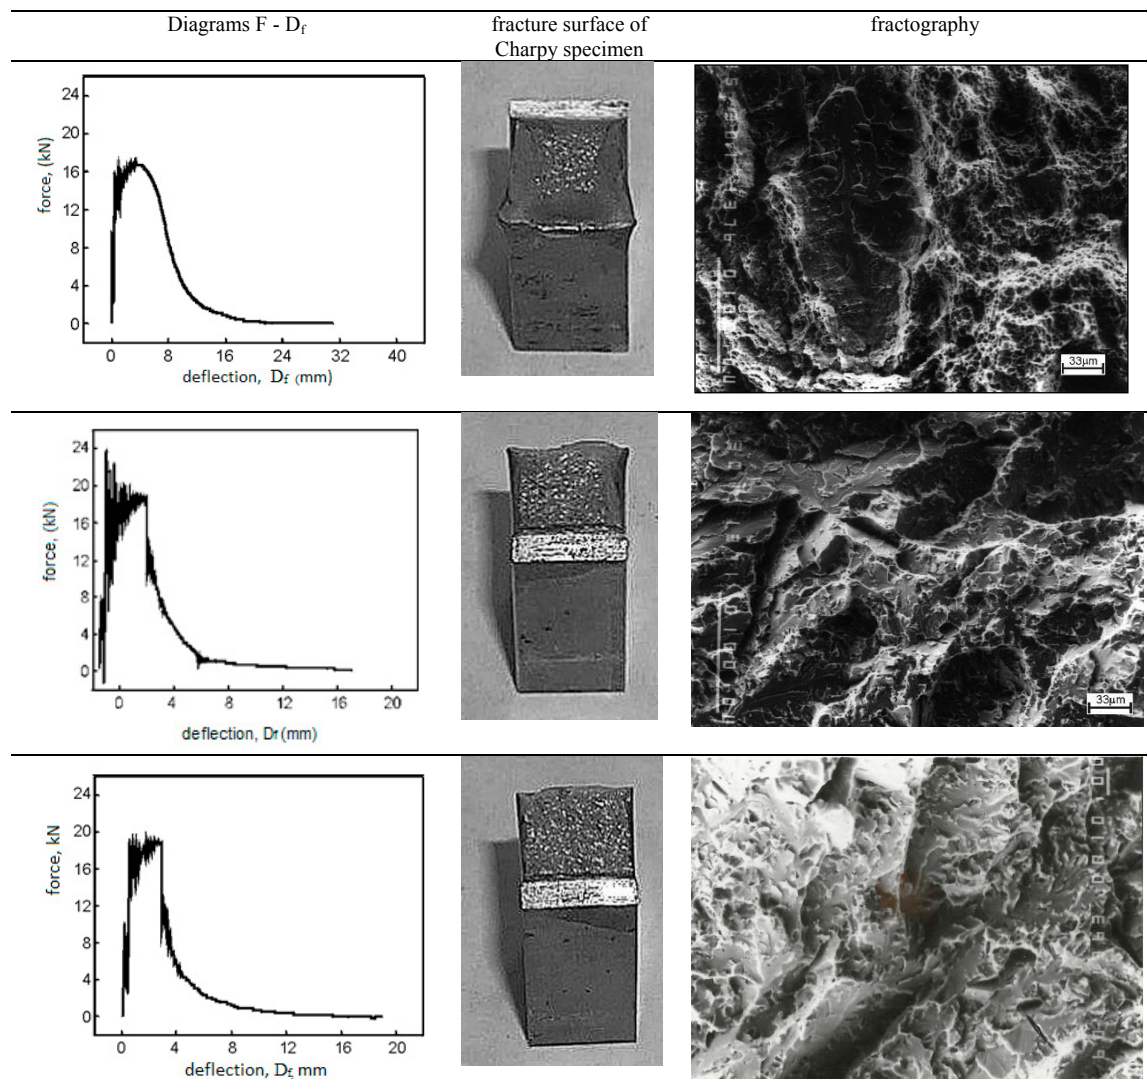 Diagrams F - Df
fracture surface of
Charpy specimen
fractography
24
20
16
12
8
4
0
force, (kN)
0 8 16 24 32 40
deflection, Df (mm)
33µm
24
20
16
12
8
4
0
force, (kN)
0 4 8 12 16 20
deflection, Df (mm)
33µm
24
20
16
12
8
4
0
force, kN
0 4 8 12 16 20
deflection, Df, mm